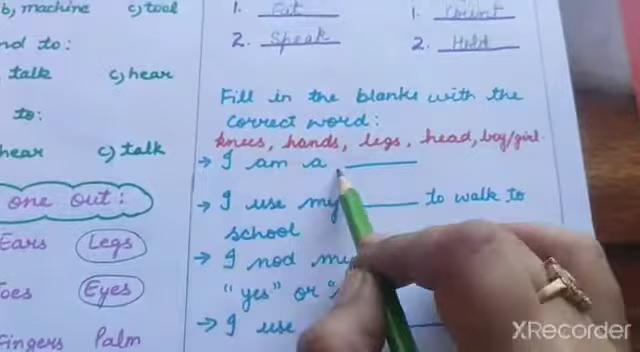 b, machine c) tool
nd to:
talk c) hear
to:
hear c) talk
one out:
Ears Legs
Toes Eyes
Fingers Palm
1. Eat
2. Speak
1. Count
2. Hold
Fill in the blanks with the
correct word:
knees, hands, legs, head, boy/girl.
→ I am a
→ I use my to walk to
school
→ I nod my
"yes" or "
→ I use
XRecorder